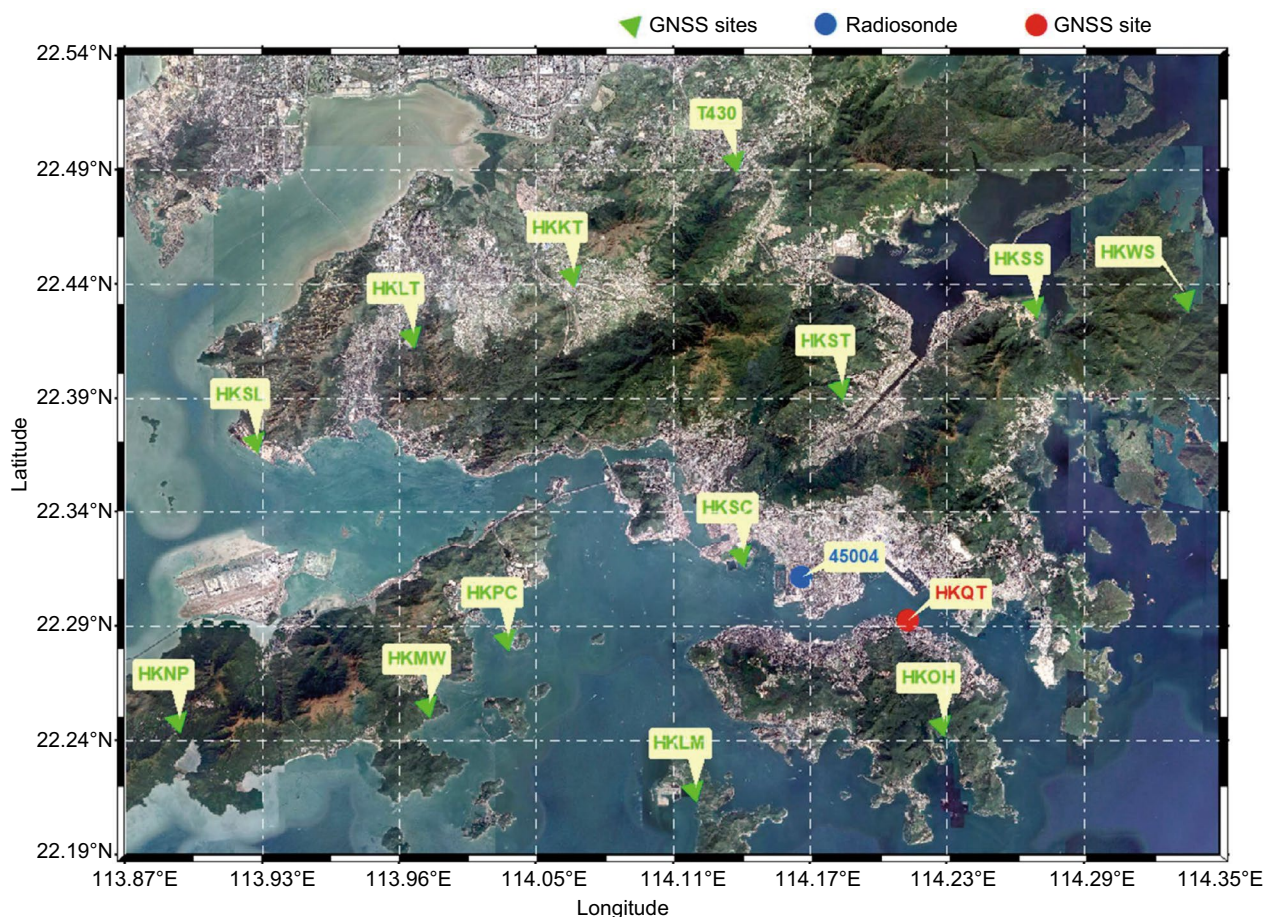 GNSS sites
Radiosonde
GNSS site
22.54°N
T430
22.49°N
HKKT
HKWS
HKSS
22.44°N
HKLT
HKST
22.39°N
HKSL
Latitude
22.34°N
HKSC
45004
HKPC
HKQT
22.29°N
HKMW
HKNP
HKOH
22.24°N
HKLM
22.19°N
113.87°E 113.93°E 113.96°E 114.05°E 114.11°E 114.17°E 114.23°E 114.29°E 114.35°E
Longitude